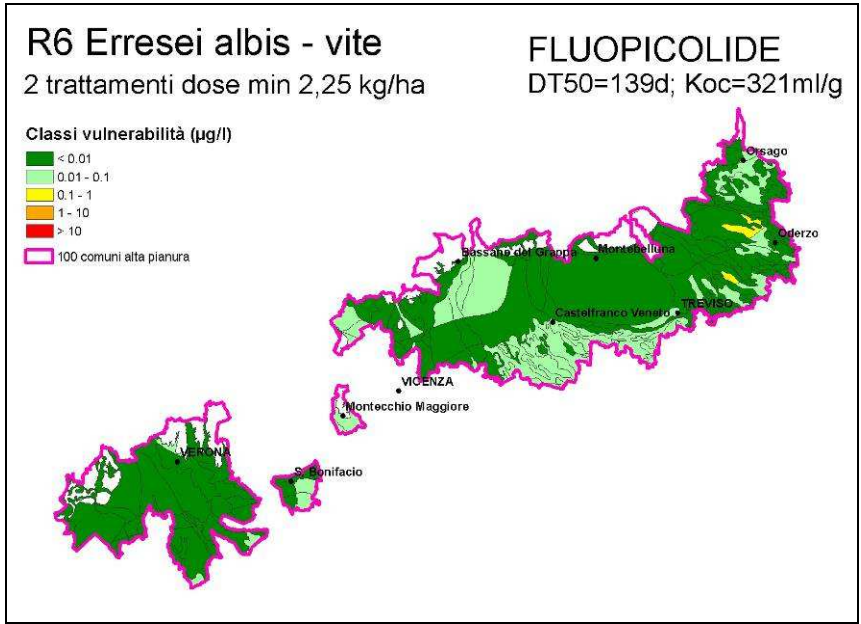 R6 Erresei albis - vite
2 trattamenti dose min 2,25 kg/ha
FLUOPICOLIDE
DT50=139d; Koc=321ml/g
Classi vulnerabilità (µg/l)
< 0.01
0.01 - 0.1
0.1 - 1
1 - 10
> 10
100 comuni alta pianura
Orsago
Oderzo
Bassano del Grappa
Montebelluna
TREVISO
Castelfranco Veneto
VICENZA
Montecchio Maggiore
VERONA
S. Bonifacio